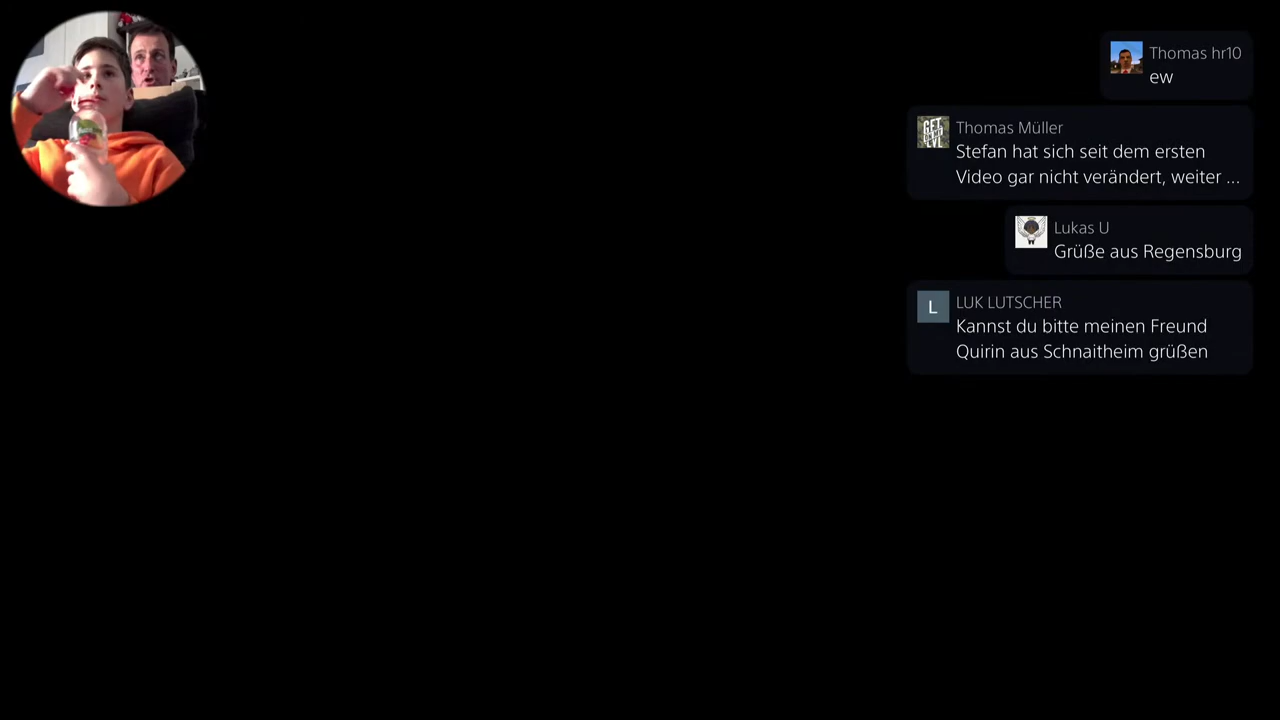 Thomas hr10
ew
Thomas Müller
Stefan hat sich seit dem ersten
Video gar nicht verändert, weiter ...
Lukas U
Grüße aus Regensburg
L
LUK LUTSCHER
Kannst du bitte meinen Freund
Quirin aus Schnaitheim grüßen